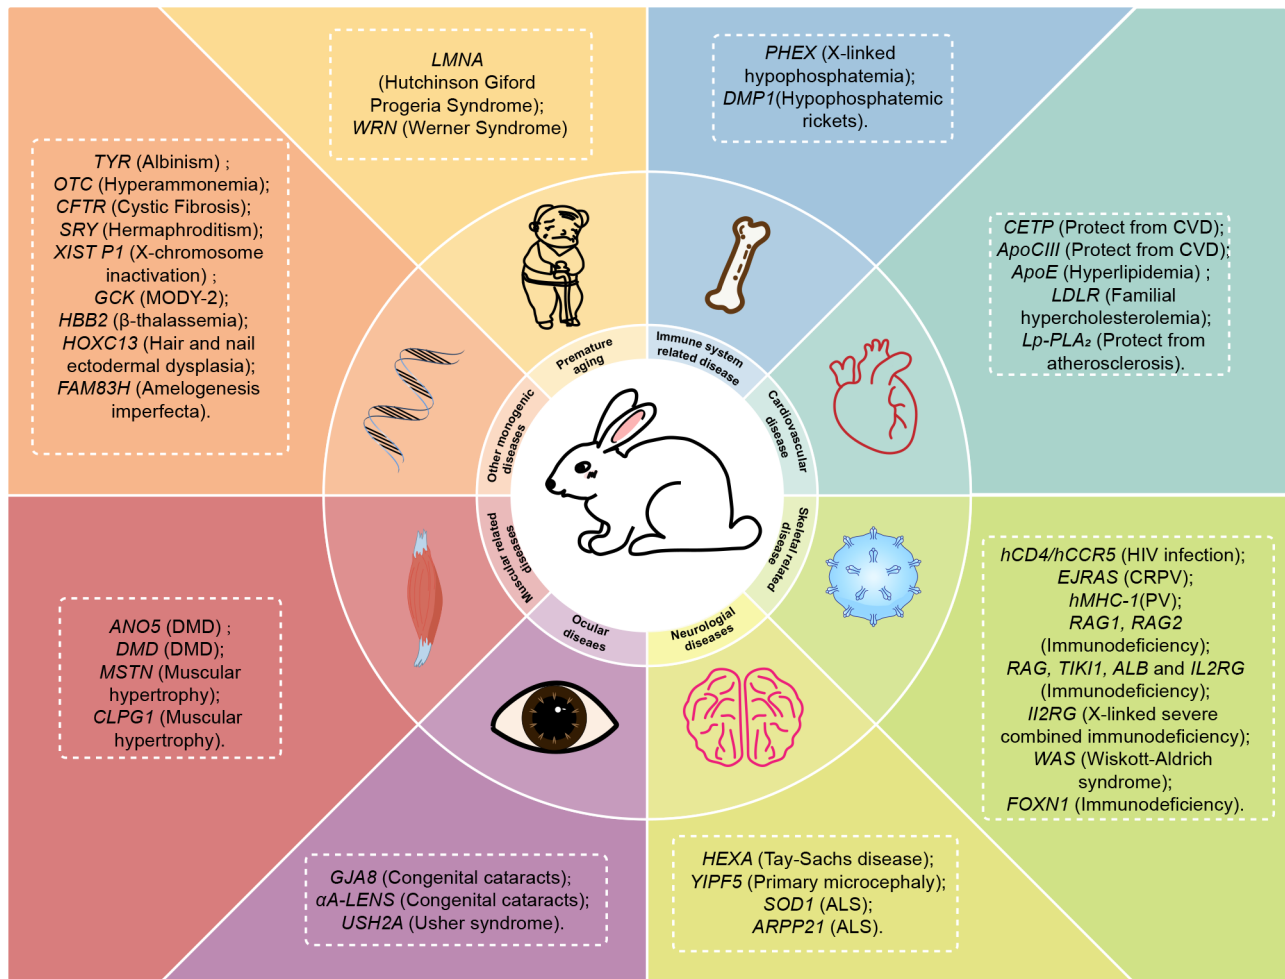 LMNA
(Hutchinson Giford
Progeria Syndrome);
WRN (Werner Syndrome)
PHEX (X-linked
hypophosphatemia);
DMP1(Hypophosphatemic
rickets).
TYR (Albinism) ;
OTC (Hyperammonemia);
CFTR (Cystic Fibrosis);
SRY (Hermaphroditism);
XIST P1 (X-chromosome
inactivation) ;
GCK (MODY-2);
HBB2 (β-thalassemia);
HOXC13 (Hair and nail
ectodermal dysplasia);
FAM83H (Amelogenesis
imperfecta).
CETP (Protect from CVD);
ApoCIII (Protect from CVD);
ApoE (Hyperlipidemia) ;
LDLR (Familial
hypercholesterolemia);
Lp-PLA₂ (Protect from
atherosclerosis).
Premature
aging
Immune system
related disease
Other monogenic
diseases
Cardiovascular
disease
Muscular related
diseases
Skeletal related
disease
Ocular
diseaes
Neurologial
diseases
ANO5 (DMD) ;
DMD (DMD);
MSTN (Muscular
hypertrophy);
CLPG1 (Muscular
hypertrophy).
hCD4/hCCR5 (HIV infection);
EJRAS (CRPV);
hMHC-1(PV);
RAG1, RAG2
(Immunodeficiency);
RAG, TIKI1, ALB and IL2RG
(Immunodeficiency);
II2RG (X-linked severe
combined immunodeficiency);
WAS (Wiskott-Aldrich
syndrome);
FOXN1 (Immunodeficiency).
GJA8 (Congenital cataracts);
αA-LENS (Congenital cataracts);
USH2A (Usher syndrome).
HEXA (Tay-Sachs disease);
YIPF5 (Primary microcephaly);
SOD1 (ALS);
ARPP21 (ALS).